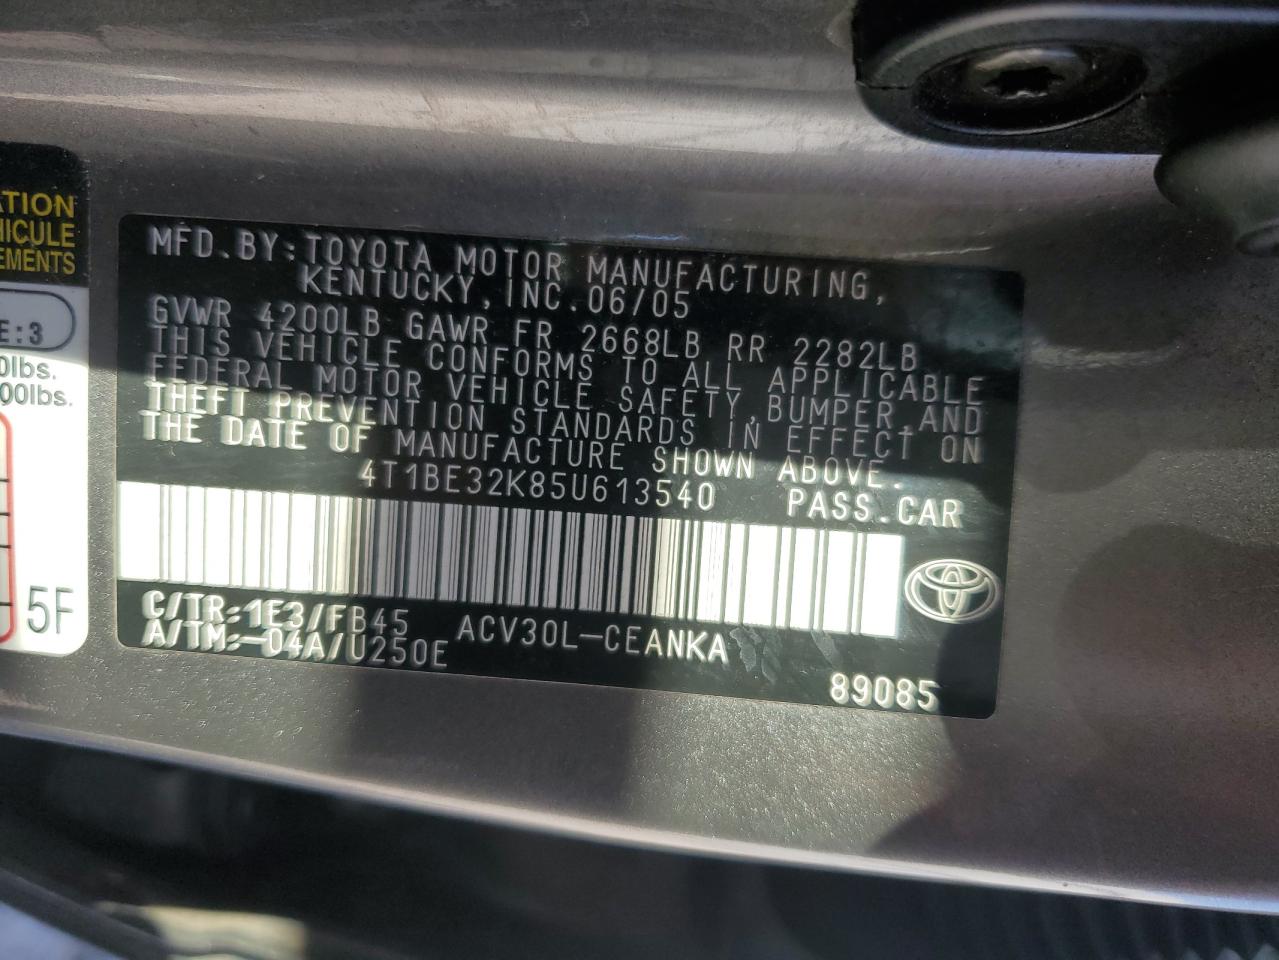 ATION
HICULE
EMENTS
E:3
0lbs.
00lbs.
5F
MFD.BY:TOYOTA MOTOR MANUFACTURING,
KENTUCKY,INC.06/05
GVWR 4200LB GAWR FR 2668LB RR 2282LB
THIS VEHICLE CONFORMS TO ALL APPLICABLE
FEDERAL MOTOR VEHICLE SAFETY,BUMPER,AND
THEFT PREVENTION STANDARDS IN EFFECT ON
THE DATE OF MANUFACTURE SHOWN ABOVE.
4T1BE32K85U613540 PASS.CAR
C/TR:1E3/FB45 ACV30L-CEANKA
A/TM:-04A/U250E
89085